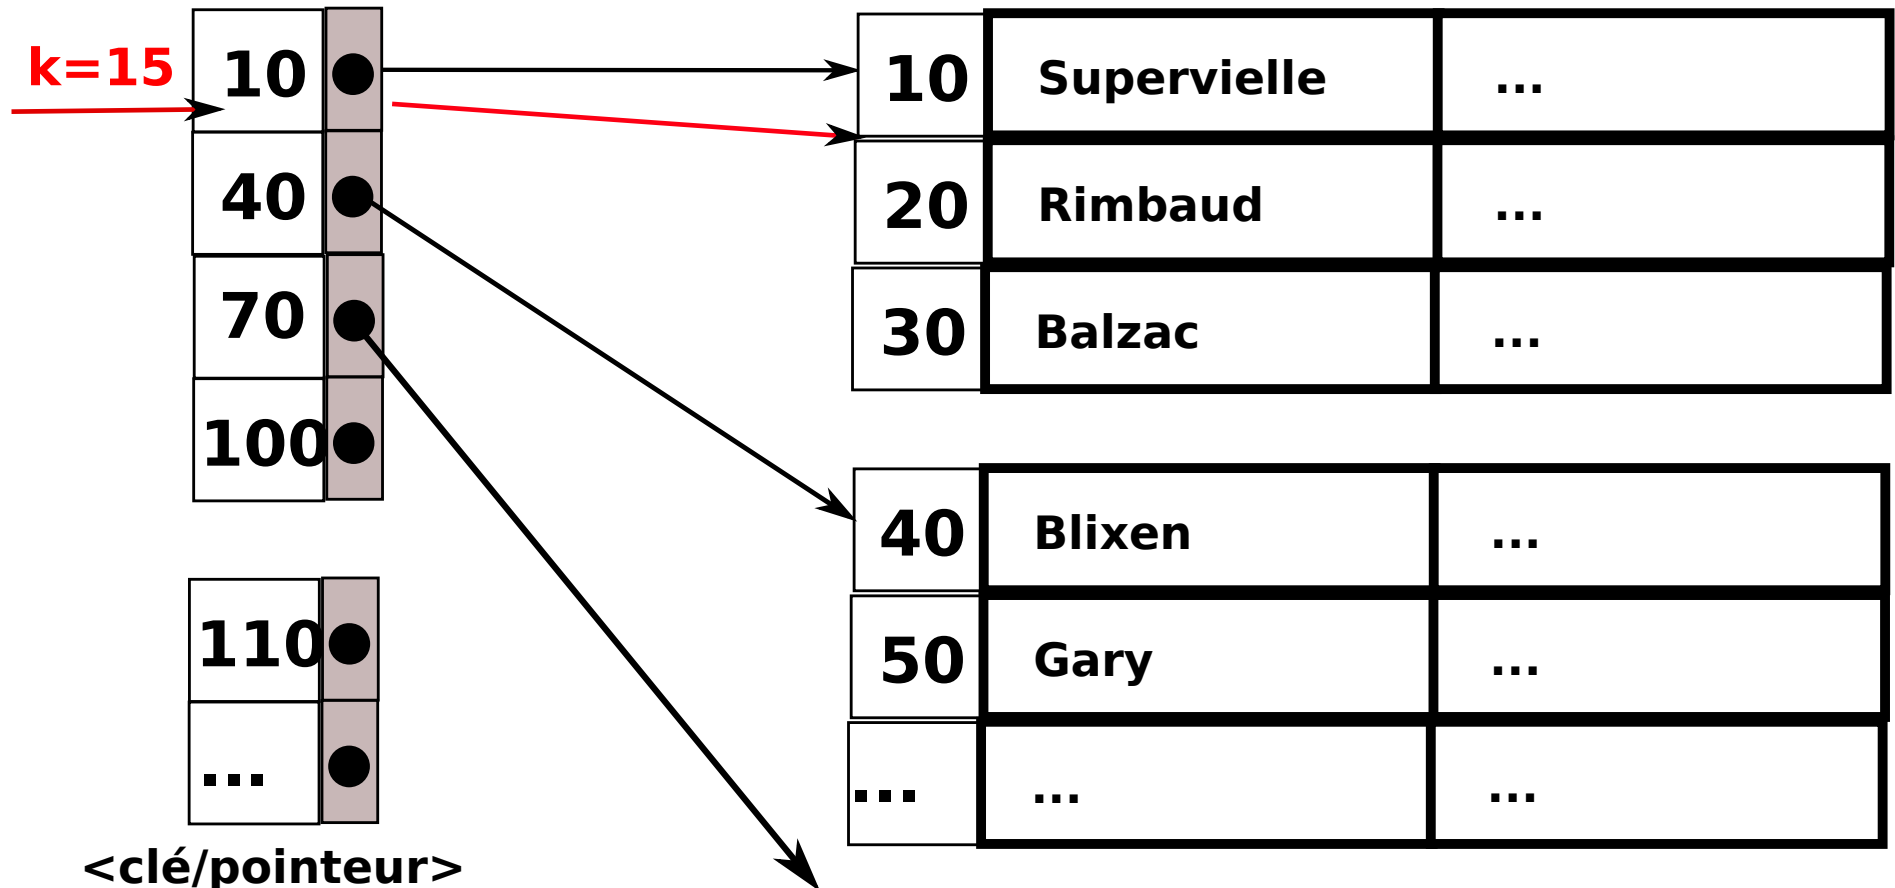 k=15
10
40
70
100
110
...
<clé/pointeur>
10 Supervielle ...
20 Rimbaud ...
30 Balzac ...
40 Blixen ...
50 Gary ...
... ... ...